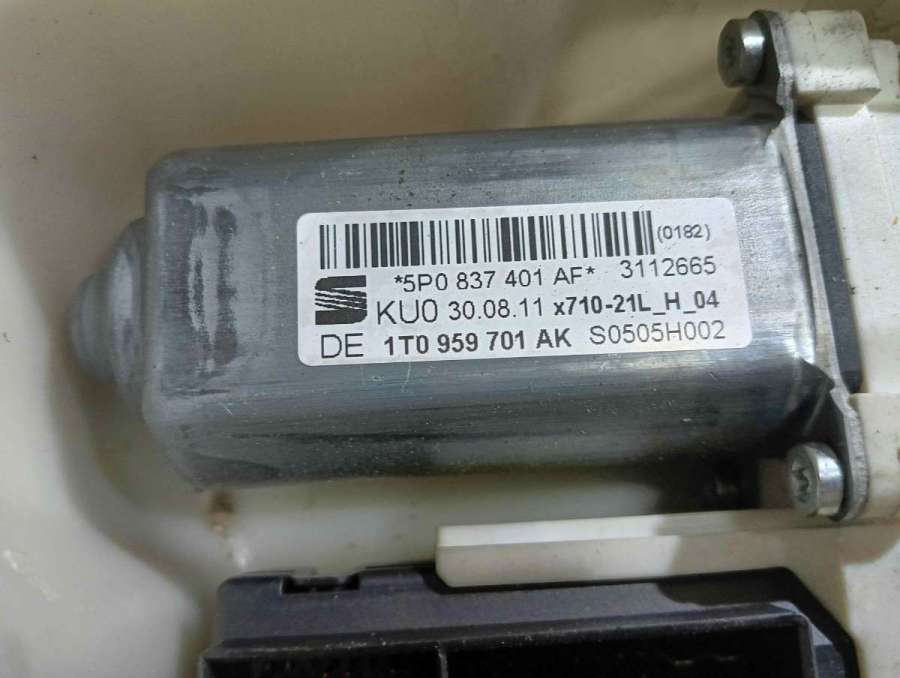 (0182)
*5P0 837 401 AF* 3112665
KU0 30.08.11 x710-21L_H_04
DE 1T0 959 701 AK S0505H002